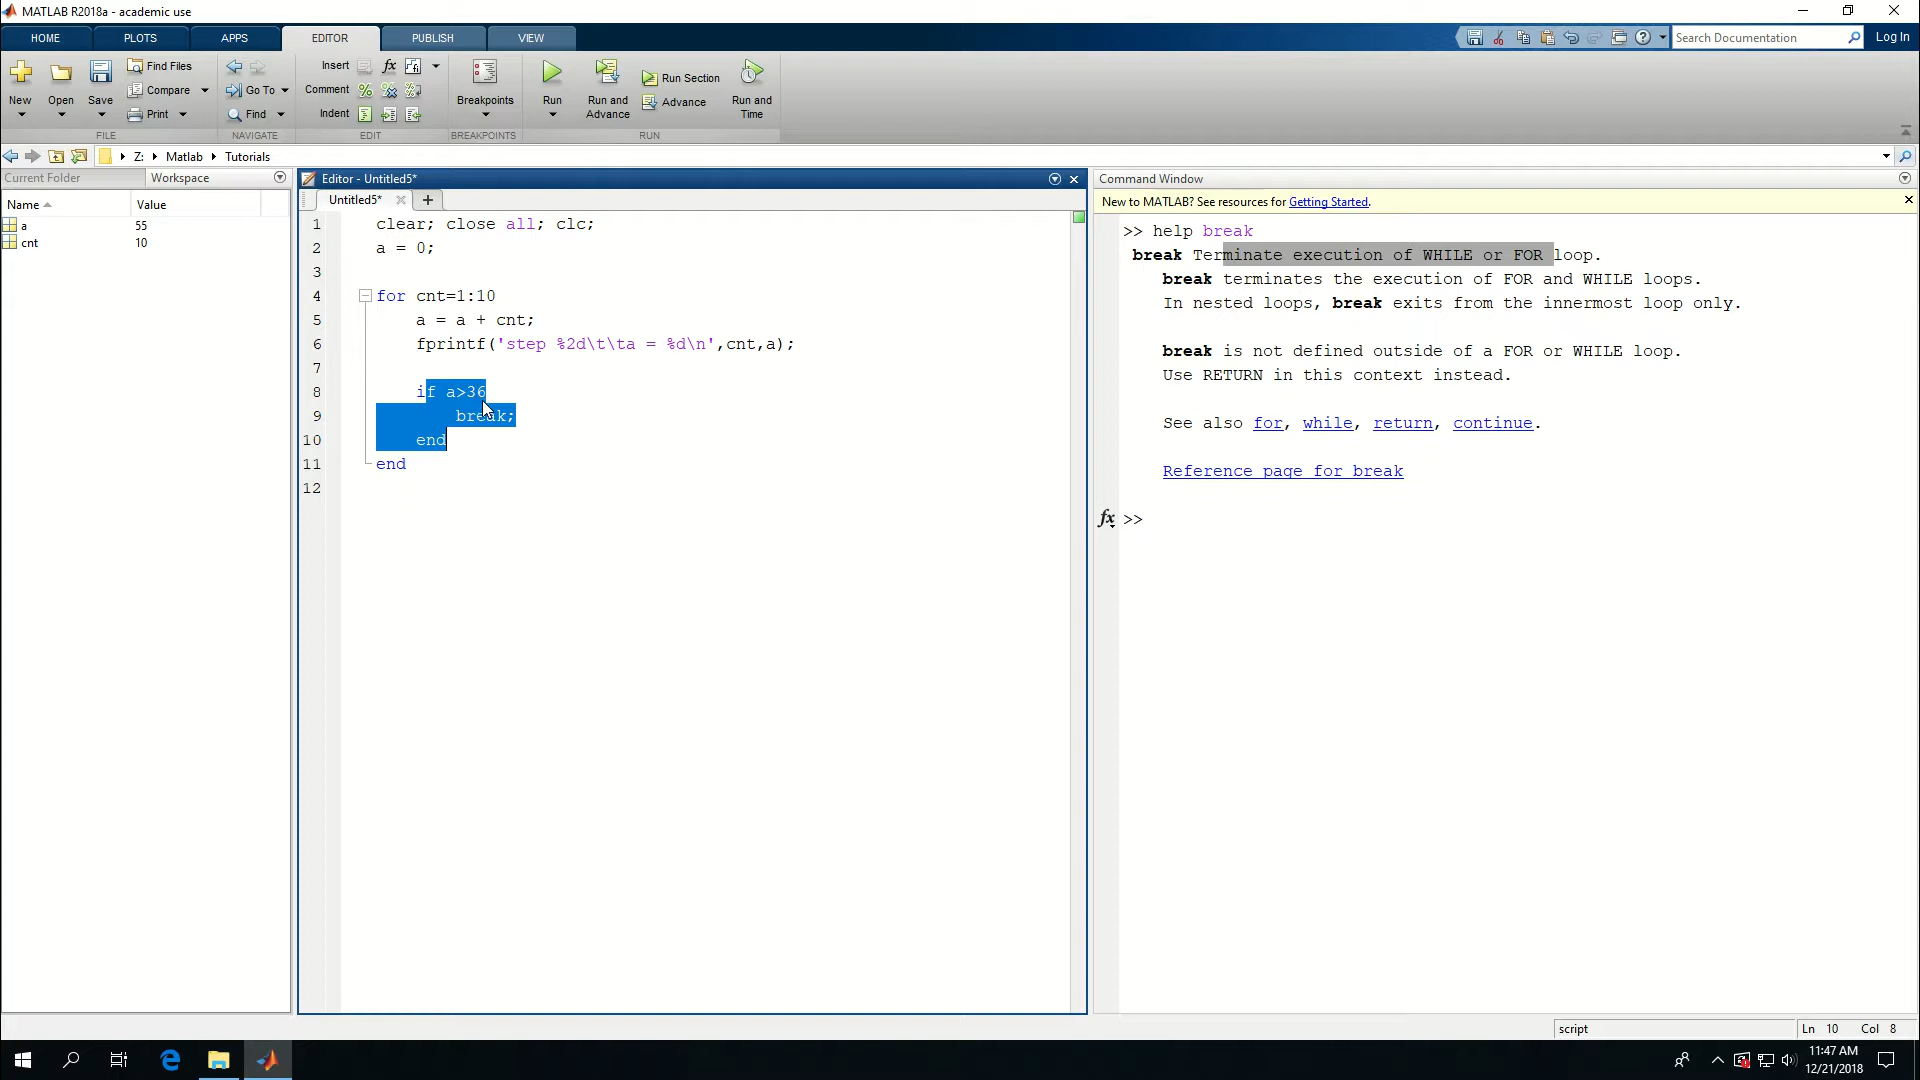 MATLAB R2018a - academic use
HOME PLOTS APPS EDITOR PUBLISH VIEW
Search Documentation Log In
New Open Save
Find Files
Compare
Print
FILE
Go To
Find
NAVIGATE
Insert fx
Comment % 
Indent
EDIT
Breakpoints
BREAKPOINTS
Run
Run and Advance
Run Section
Advance
Run and Time
RUN
Z: Matlab Tutorials
Current Folder Workspace
Name Value
a 55
cnt 10
Editor - Untitled5*
Untitled5*
1 clear; close all; clc;
2 a = 0;
3
4 for cnt=1:10
5 a = a + cnt;
6 fprintf('step %2d\t\ta = %d\n',cnt,a);
7
8 if a>36
9 break;
10 end
11 end
12
Command Window
New to MATLAB? See resources for Getting Started.
>> help break
break Terminate execution of WHILE or FOR loop.
break terminates the execution of FOR and WHILE loops.
In nested loops, break exits from the innermost loop only.
break is not defined outside of a FOR or WHILE loop.
Use RETURN in this context instead.
See also for, while, return, continue.
Reference page for break
fx >>
script Ln 10 Col 8
11:47 AM
12/21/2018